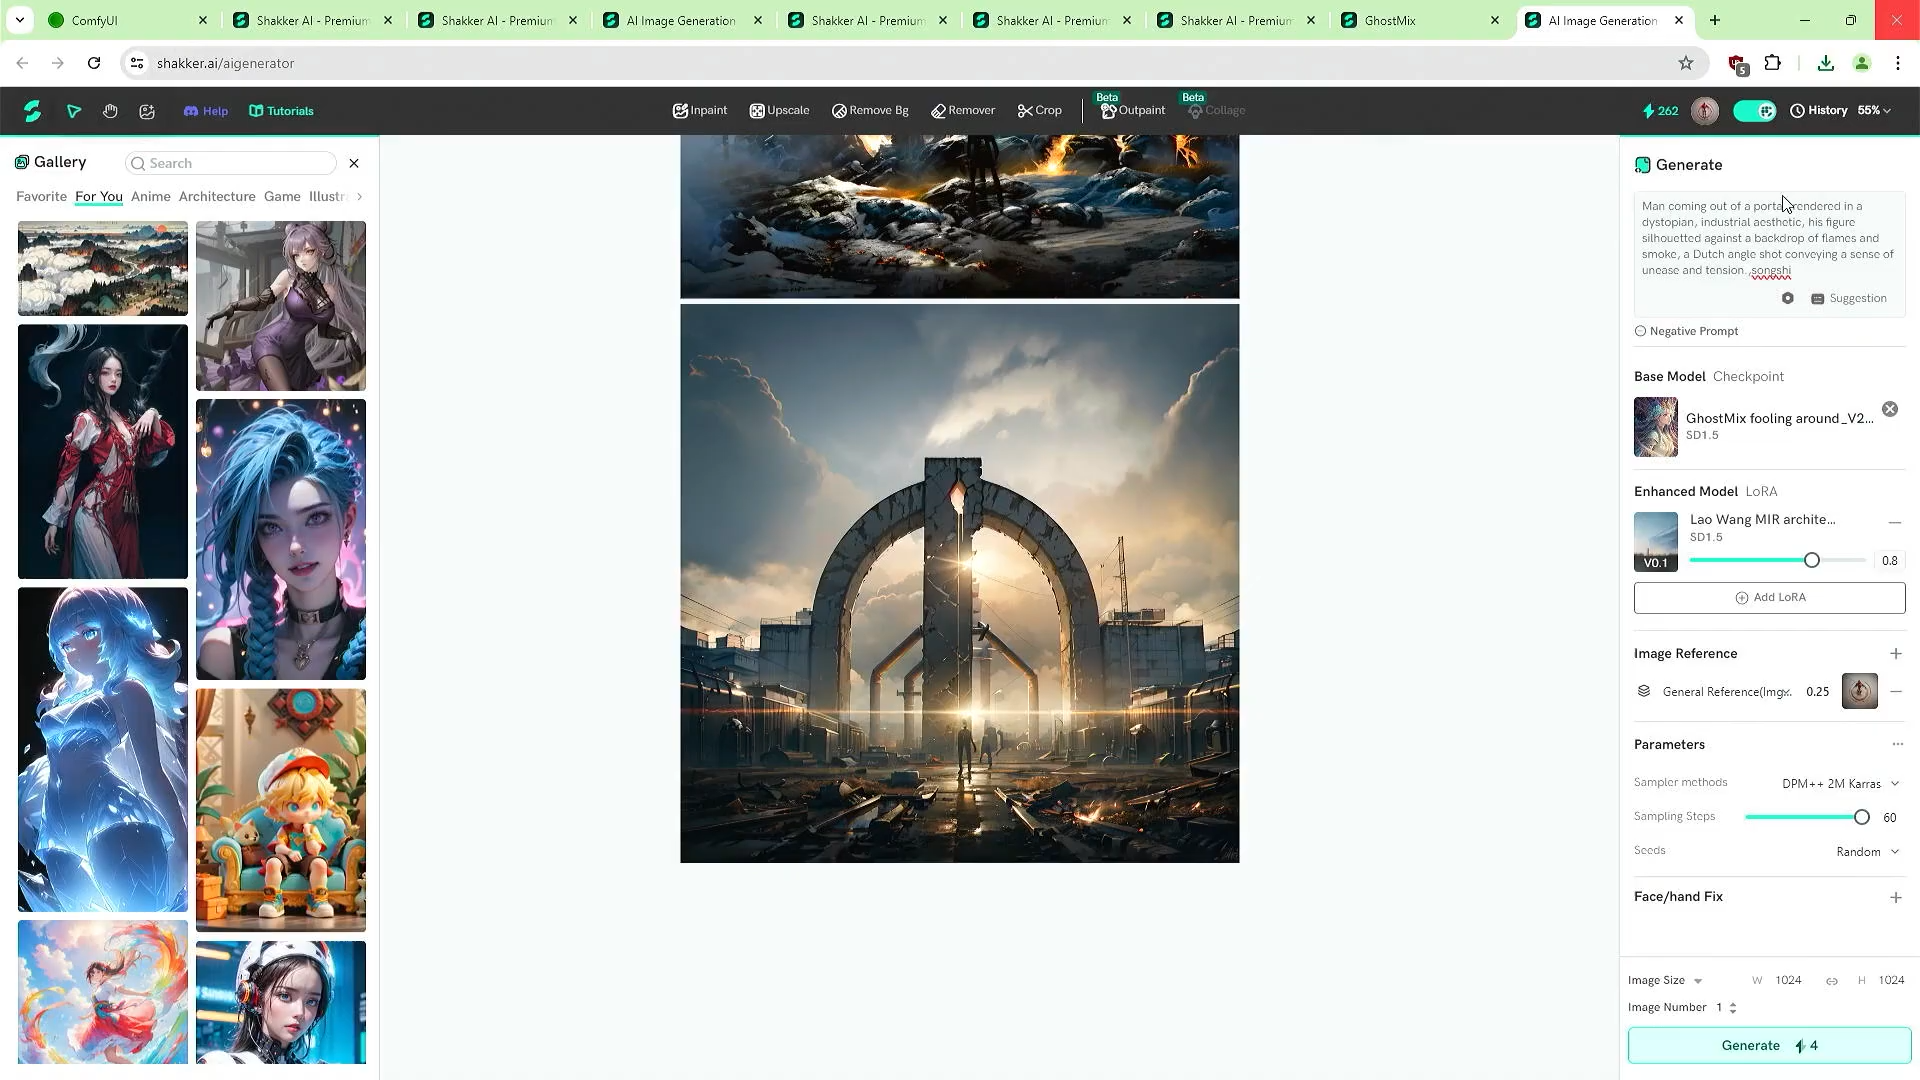 ComfyUI
Shakker AI - Premium
Shakker AI - Premium
AI Image Generation
Shakker AI - Premium
Shakker AI - Premium
Shakker AI - Premium
GhostMix
AI Image Generation
shakker.ai/aigenerator
5
Help
Tutorials
Inpaint
Upscale
Remove Bg
Remover
Crop
Beta
Outpaint
Beta
Collage
262
History
55%
Gallery
Search
Favorite
For You
Anime
Architecture
Game
Illustr
Generate
Man coming out of a portal rendered in a
dystopian, industrial aesthetic, his figure
silhouetted against a backdrop of flames and
smoke, a Dutch angle shot conveying a sense of
unease and tension.,songshi
Suggestion
Negative Prompt
Base Model Checkpoint
GhostMix fooling around_V2...
SD1.5
Enhanced Model LoRA
Lao Wang MIR archite...
SD1.5
V0.1
0.8
Add LoRA
Image Reference
General Reference(Img... 0.25
Parameters
Sampler methods DPM++ 2M Karras
Sampling Steps 60
Seeds Random
Face/hand Fix
Image Size W 1024 H 1024
Image Number 1
Generate 4